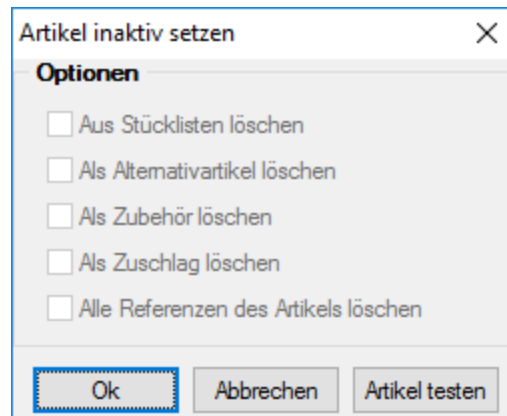 Artikel inaktiv setzen
Optionen
Aus Stücklisten löschen
Als Alternativartikel löschen
Als Zubehör löschen
Als Zuschlag löschen
Alle Referenzen des Artikels löschen
Ok Abbrechen Artikel testen